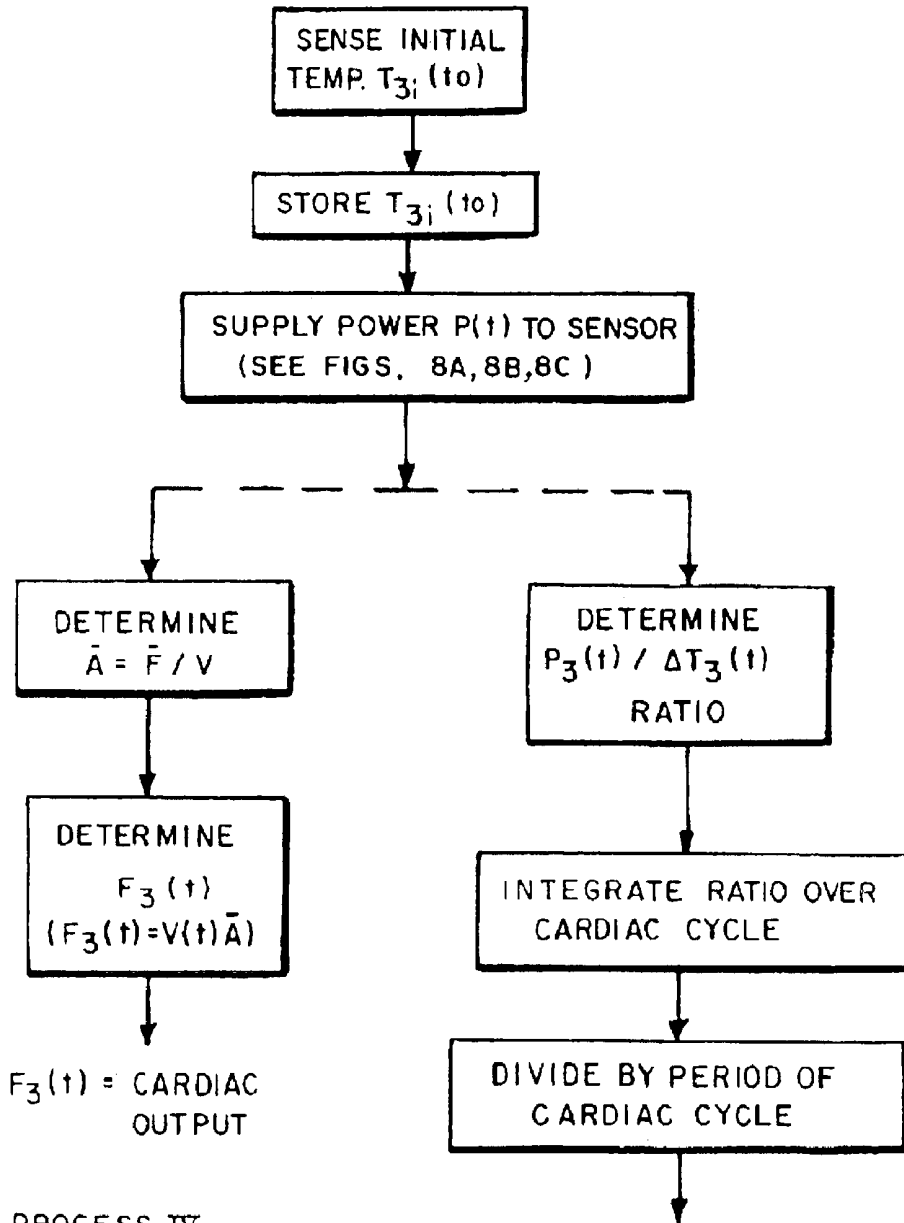 SENSE INITIAL
TEMP. T3i (to)
STORE T3i (to)
SUPPLY POWER P(t) TO SENSOR
(SEE FIGS. 8A, 8B, 8C )
DETERMINE
Ā = F̄ / V
DETERMINE
F3 (t)
(F3(t)=V(t)Ā)
F3(t) = CARDIAC
OUTPUT
DETERMINE
P3(t) / ΔT3(t)
RATIO
INTEGRATE RATIO OVER
CARDIAC CYCLE
DIVIDE BY PERIOD OF
CARDIAC CYCLE
PROCESS IV